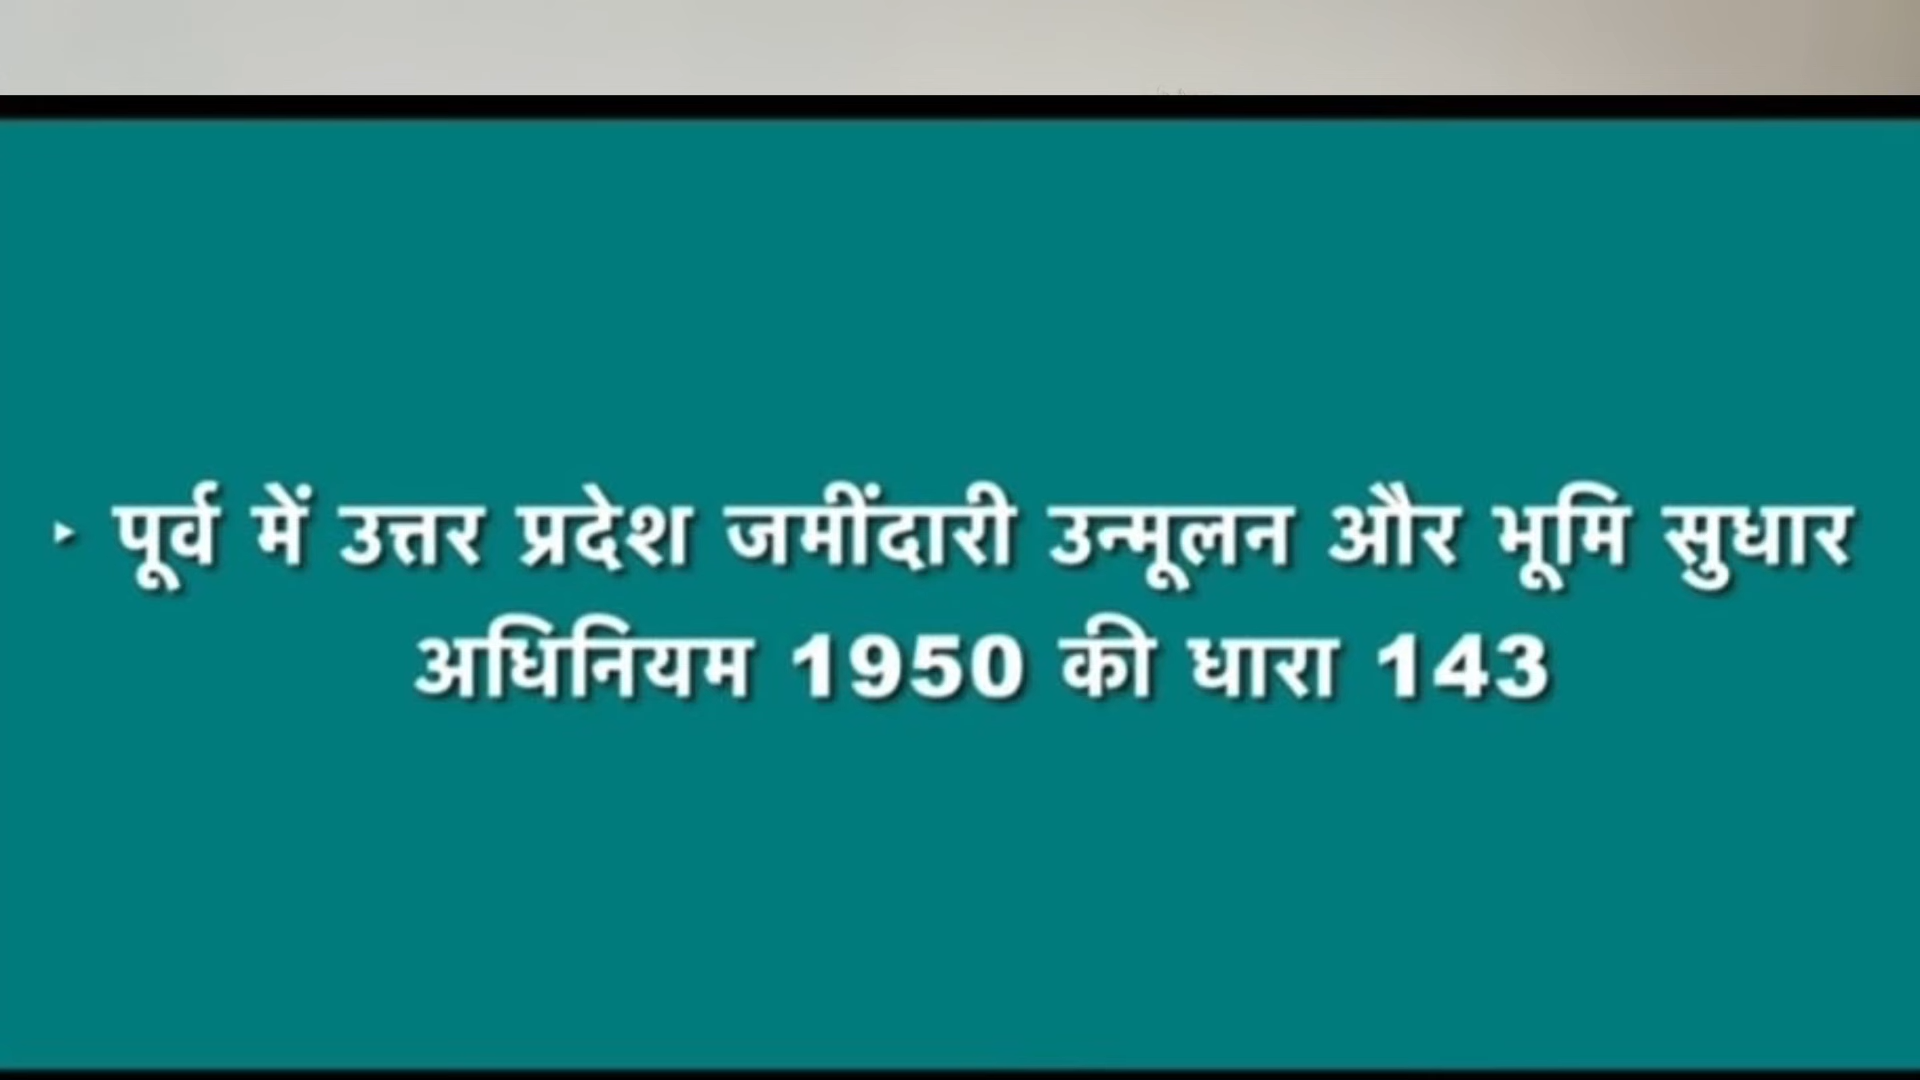 ▸ पूर्व में उत्तर प्रदेश जमींदारी उन्मूलन और भूमि सुधार
अधिनियम 1950 की धारा 143